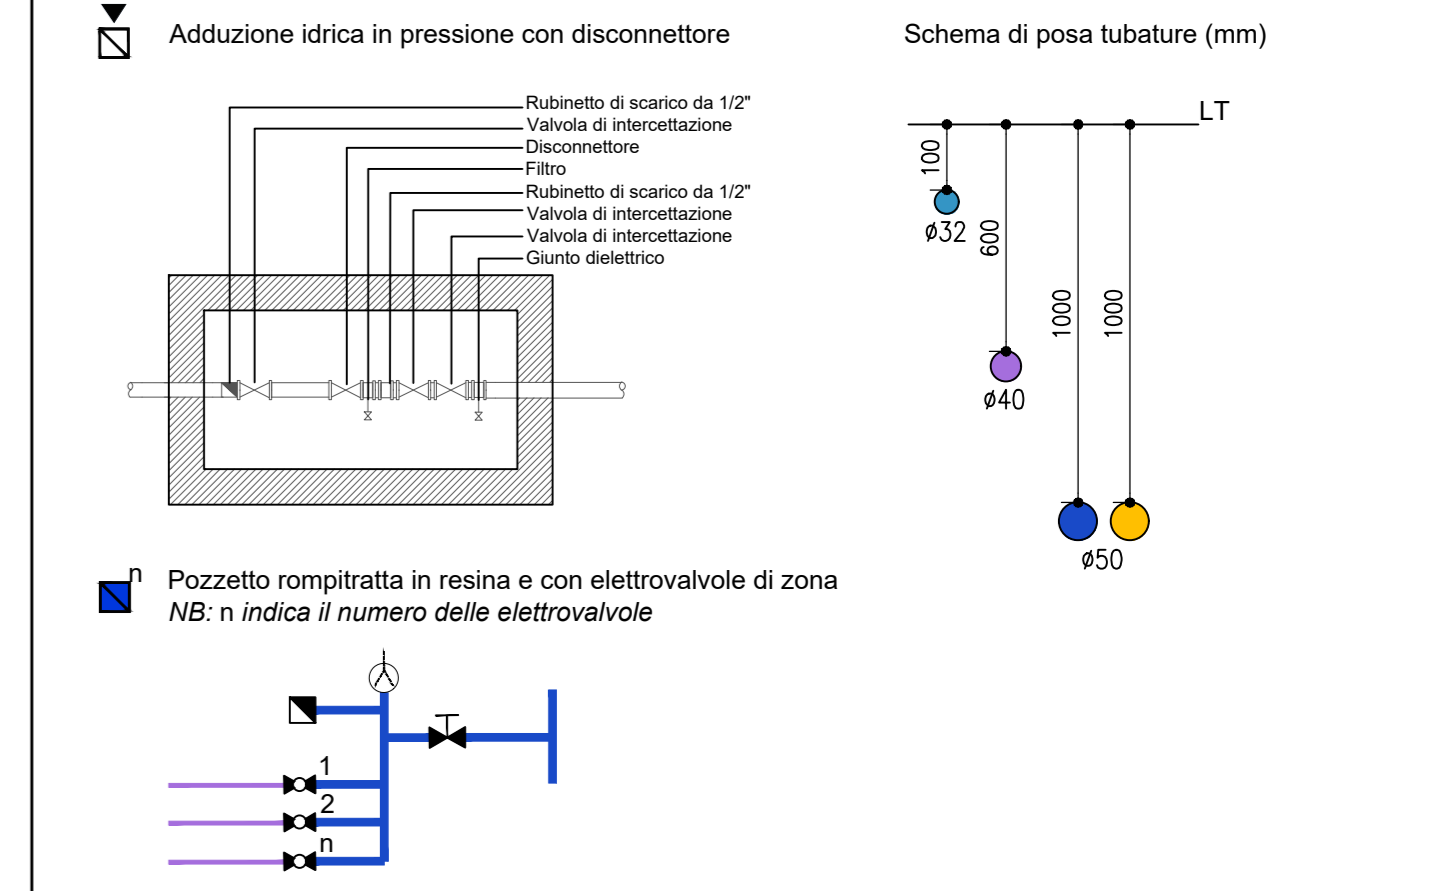 Adduzione idrica in pressione con disconnettore
Rubinetto di scarico da 1/2"
Valvola di intercettazione
Disconnettore
Filtro
Rubinetto di scarico da 1/2"
Valvola di intercettazione
Valvola di intercettazione
Giunto dielettrico
Schema di posa tubature (mm)
LT
100
ø32
600
ø40
1000
1000
ø50
n
Pozzetto rompitratta in resina e con elettrovalvole di zona
NB: n indica il numero delle elettrovalvole
1
2
n